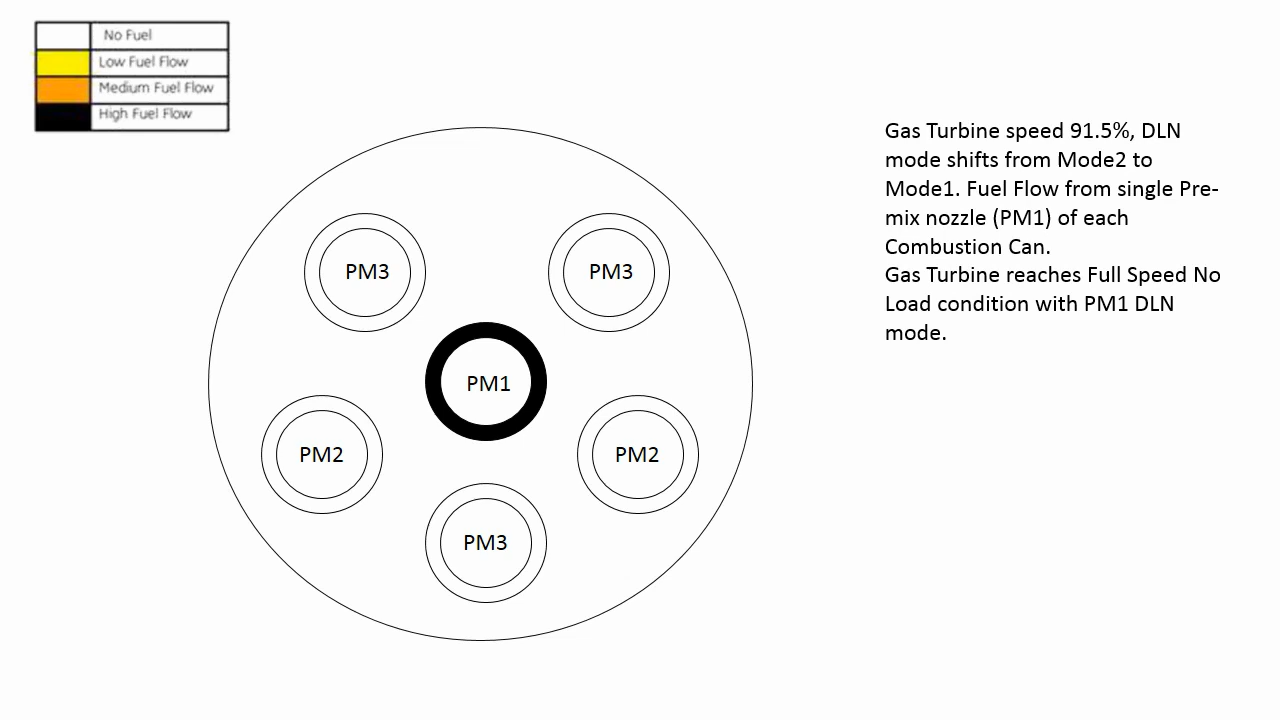 No Fuel
Low Fuel Flow
Medium Fuel Flow
High Fuel Flow
Gas Turbine speed 91.5%, DLN
mode shifts from Mode2 to
Mode1. Fuel Flow from single Pre-
mix nozzle (PM1) of each
Combustion Can.
Gas Turbine reaches Full Speed No
Load condition with PM1 DLN
mode.
PM3
PM3
PM1
PM2
PM2
PM3